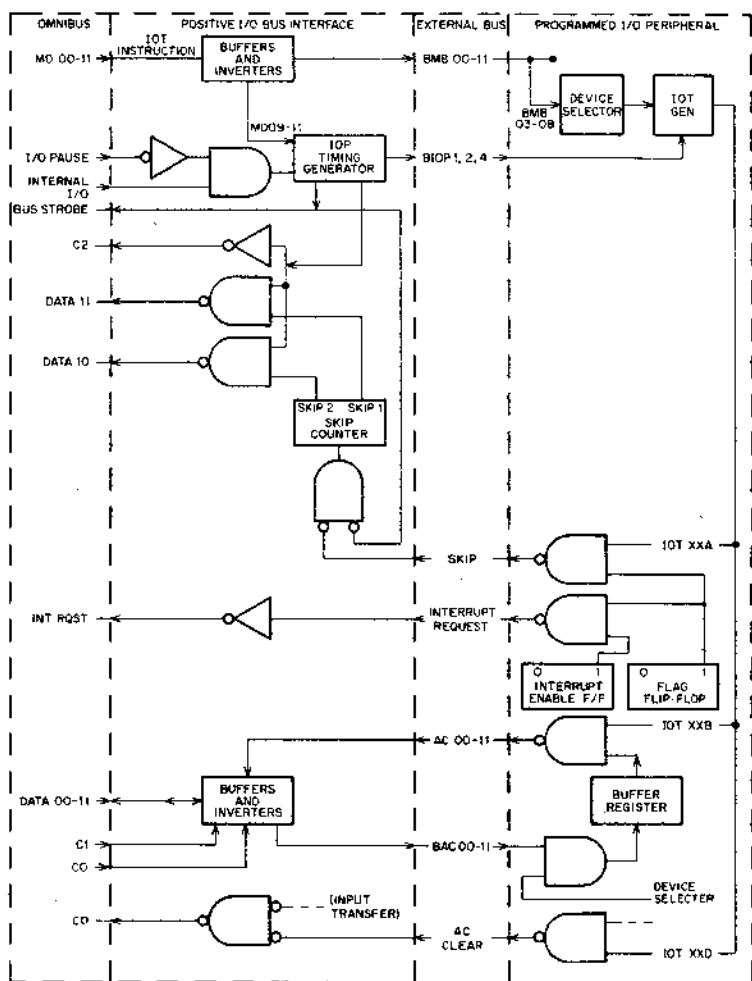 OMNIBUS
POSITIVE I/O BUS INTERFACE
EXTERNAL BUS
PROGRAMMED I/O PERIPHERAL
MD 00-11
IOT
INSTRUCTION
BUFFERS
AND
INVERTERS
BMB 00-11
BMB
03-08
DEVICE
SELECTOR
IOT
GEN
MD09-11
I/O PAUSE
IOP
TIMING
GENERATOR
BIOP 1, 2, 4
INTERNAL
I/O
BUS STROBE
C2
DATA 11
DATA 10
SKIP 2 SKIP 1
SKIP
COUNTER
SKIP
IOT XXA
INT RQST
INTERRUPT
REQUEST
0 1
INTERRUPT
ENABLE F/F
0 1
FLAG
FLIP-FLOP
AC 00-11
IOT XXB
DATA 00-11
BUFFERS
AND
INVERTERS
BUFFER
REGISTER
C1
C0
BAC 00-11
DEVICE
SELECTER
(INPUT
TRANSFER)
C0
AC
CLEAR
IOT XXD